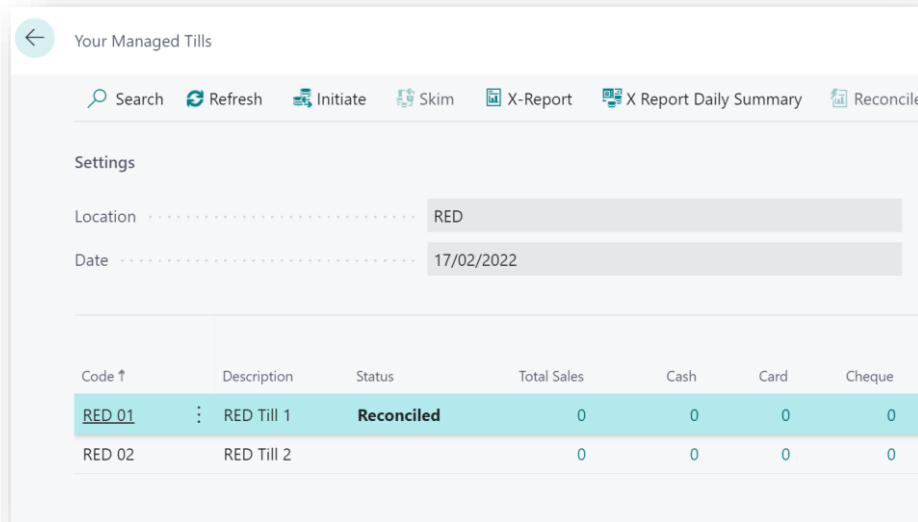 Your Managed Tills
Search Refresh Initiate Skim X-Report X Report Daily Summary Reconcile
Settings
Location RED
Date 17/02/2022
Code ↑ Description Status Total Sales Cash Card Cheque
RED 01 RED Till 1 Reconciled 0 0 0 0
RED 02 RED Till 2 0 0 0 0